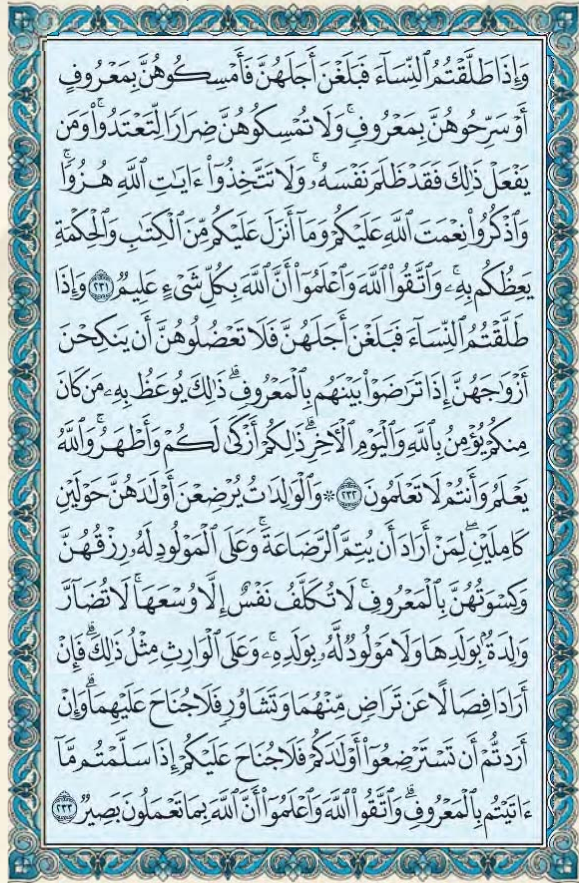 وَإِذَا طَلَّقْتُمُ ٱلنِّسَآءَ فَبَلَغْنَ أَجَلَهُنَّ فَأَمْسِكُوهُنَّ بِمَعْرُوفٍ
أَوْ سَرِّحُوهُنَّ بِمَعْرُوفٍۚ وَلَا تُمْسِكُوهُنَّ ضِرَارًا لِّتَعْتَدُوا۟ۚ وَمَن
يَفْعَلْ ذَٰلِكَ فَقَدْ ظَلَمَ نَفْسَهُۥۚ وَلَا تَتَّخِذُوٓا۟ ءَايَٰتِ ٱللَّهِ هُزُوًاۚ
وَٱذْكُرُوا۟ نِعْمَتَ ٱللَّهِ عَلَيْكُمْ وَمَآ أَنزَلَ عَلَيْكُم مِّنَ ٱلْكِتَٰبِ وَٱلْحِكْمَةِ
يَعِظُكُم بِهِۦۚ وَٱتَّقُوا۟ ٱللَّهَ وَٱعْلَمُوٓا۟ أَنَّ ٱللَّهَ بِكُلِّ شَىْءٍ عَلِيمٌ ٢٣١ وَإِذَا
طَلَّقْتُمُ ٱلنِّسَآءَ فَبَلَغْنَ أَجَلَهُنَّ فَلَا تَعْضُلُوهُنَّ أَن يَنكِحْنَ
أَزْوَٰجَهُنَّ إِذَا تَرَٰضَوْا۟ بَيْنَهُم بِٱلْمَعْرُوفِۗ ذَٰلِكَ يُوعَظُ بِهِۦ مَن كَانَ
مِنكُمْ يُؤْمِنُ بِٱللَّهِ وَٱلْيَوْمِ ٱلْءَاخِرِۗ ذَٰلِكُمْ أَزْكَىٰ لَكُمْ وَأَطْهَرُۚ وَٱللَّهُ
يَعْلَمُ وَأَنتُمْ لَا تَعْلَمُونَ ٢٣٢ ۞ وَٱلْوَٰلِدَٰتُ يُرْضِعْنَ أَوْلَٰدَهُنَّ حَوْلَيْنِ
كَامِلَيْنِۖ لِمَنْ أَرَادَ أَن يُتِمَّ ٱلرَّضَاعَةَۚ وَعَلَى ٱلْمَوْلُودِ لَهُۥ رِزْقُهُنَّ
وَكِسْوَتُهُنَّ بِٱلْمَعْرُوفِۚ لَا تُكَلَّفُ نَفْسٌ إِلَّا وُسْعَهَاۚ لَا تُضَآرَّ
وَٰلِدَةٌۢ بِوَلَدِهَا وَلَا مَوْلُودٌ لَّهُۥ بِوَلَدِهِۦۚ وَعَلَى ٱلْوَارِثِ مِثْلُ ذَٰلِكَۗ فَإِنْ
أَرَادَا فِصَالًا عَن تَرَاضٍ مِّنْهُمَا وَتَشَاوُرٍ فَلَا جُنَاحَ عَلَيْهِمَاۗ وَإِنْ
أَرَدتُّمْ أَن تَسْتَرْضِعُوٓا۟ أَوْلَٰدَكُمْ فَلَا جُنَاحَ عَلَيْكُمْ إِذَا سَلَّمْتُم مَّآ
ءَاتَيْتُم بِٱلْمَعْرُوفِۗ وَٱتَّقُوا۟ ٱللَّهَ وَٱعْلَمُوٓا۟ أَنَّ ٱللَّهَ بِمَا تَعْمَلُونَ بَصِيرٌ ٢٣٣